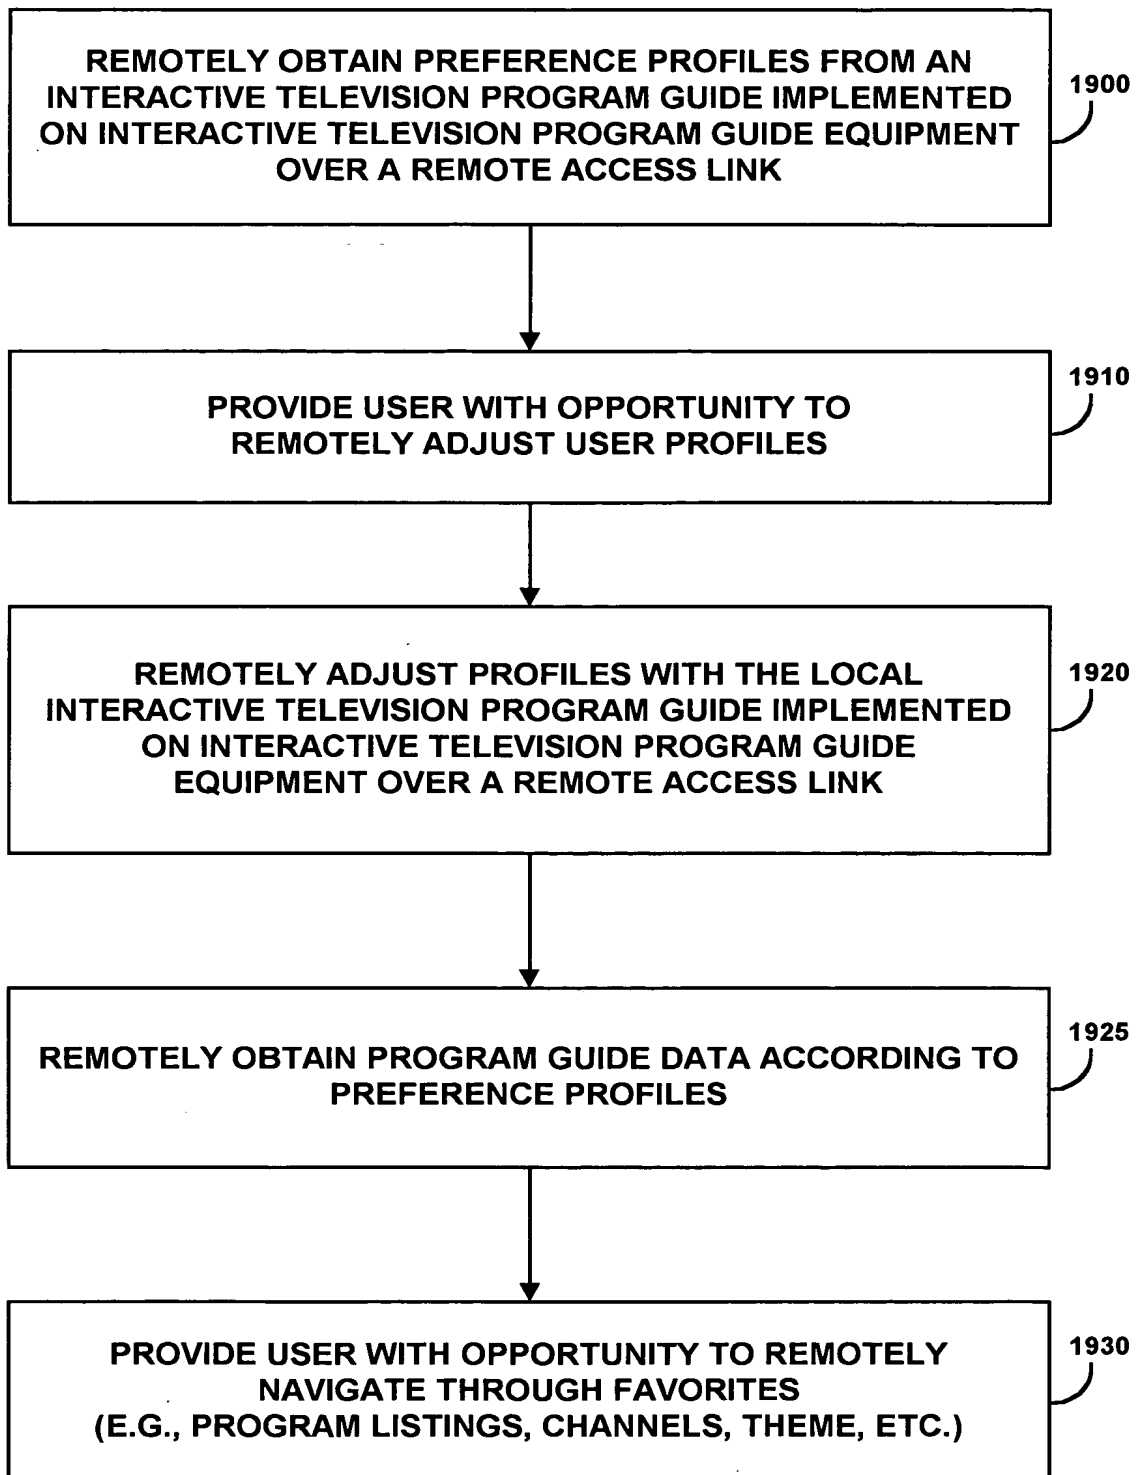 REMOTELY OBTAIN PREFERENCE PROFILES FROM AN
INTERACTIVE TELEVISION PROGRAM GUIDE IMPLEMENTED
ON INTERACTIVE TELEVISION PROGRAM GUIDE EQUIPMENT
OVER A REMOTE ACCESS LINK
1900
PROVIDE USER WITH OPPORTUNITY TO
REMOTELY ADJUST USER PROFILES
1910
REMOTELY ADJUST PROFILES WITH THE LOCAL
INTERACTIVE TELEVISION PROGRAM GUIDE IMPLEMENTED
ON INTERACTIVE TELEVISION PROGRAM GUIDE
EQUIPMENT OVER A REMOTE ACCESS LINK
1920
REMOTELY OBTAIN PROGRAM GUIDE DATA ACCORDING TO
PREFERENCE PROFILES
1925
PROVIDE USER WITH OPPORTUNITY TO REMOTELY
NAVIGATE THROUGH FAVORITES
(E.G., PROGRAM LISTINGS, CHANNELS, THEME, ETC.)
1930